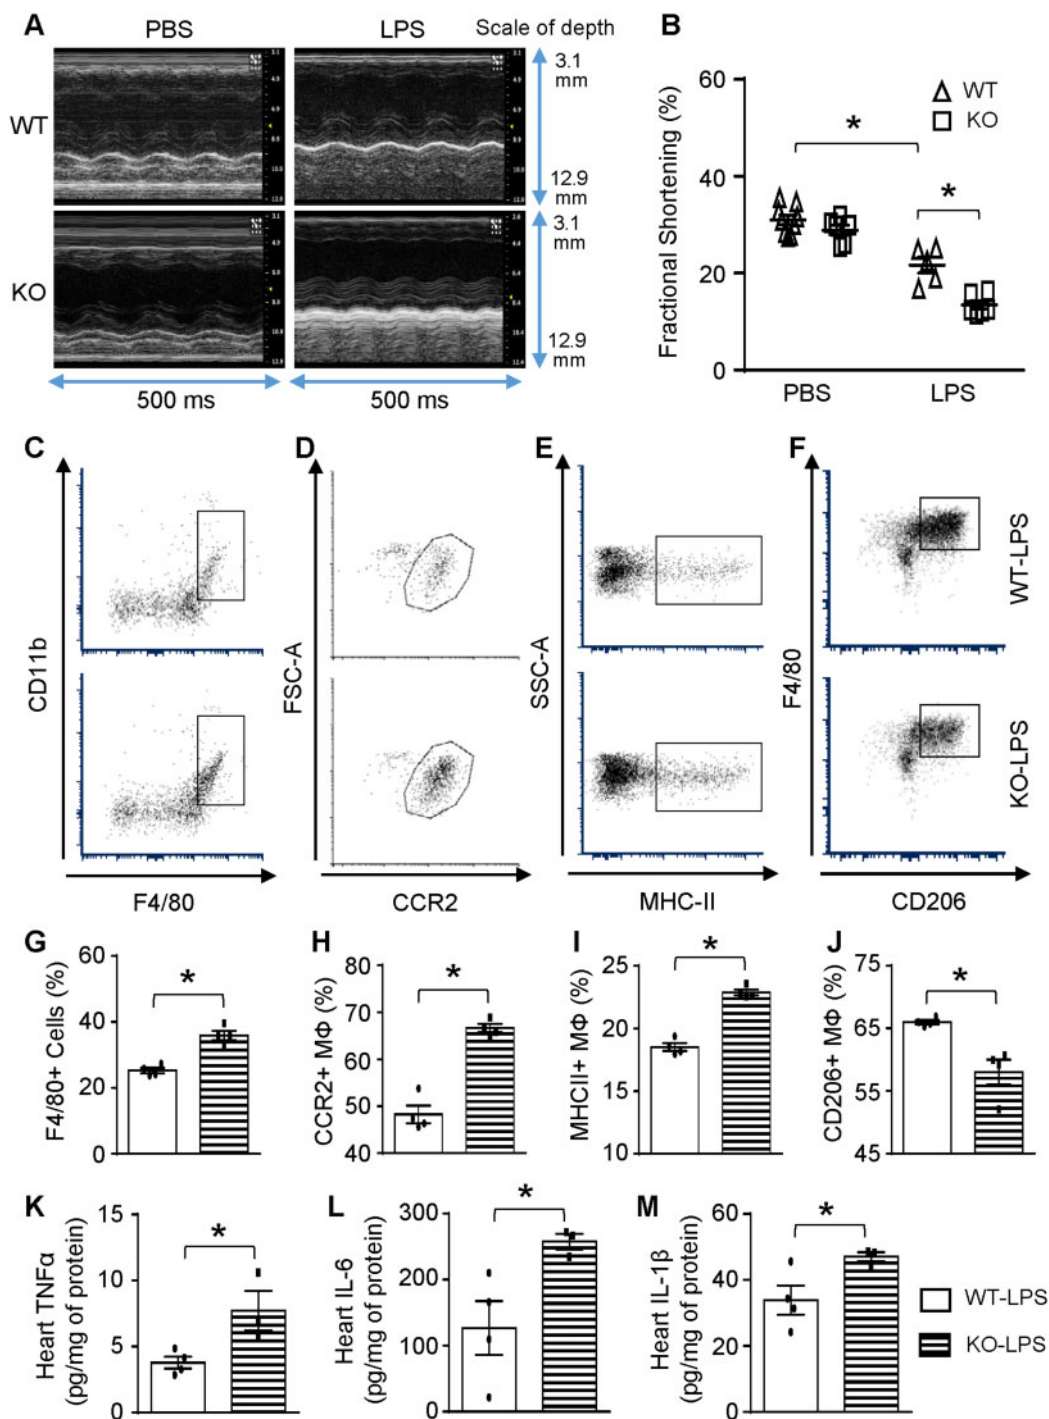 A
PBS
LPS
Scale of depth
WT
3.1
mm
12.9
mm
KO
3.1
mm
12.9
mm
500 ms
500 ms
B
Fractional Shortening (%)
60
40
20
0
WT
KO
*
*
PBS
LPS
C
D
E
F
CD11b
FSC-A
SSC-A
F4/80
WT-LPS
KO-LPS
F4/80
CCR2
MHC-II
CD206
G
F4/80+ Cells (%)
60
40
20
0
*
H
CCR2+ MΦ (%)
80
70
60
50
40
*
I
MHCII+ MΦ (%)
25
22
19
16
13
10
*
J
CD206+ MΦ (%)
75
65
55
45
*
K
Heart TNFα
(pg/mg of protein)
15
10
5
0
*
L
Heart IL-6
(pg/mg of protein)
300
200
100
0
*
M
Heart IL-1β
(pg/mg of protein)
60
40
20
0
*
WT-LPS
KO-LPS